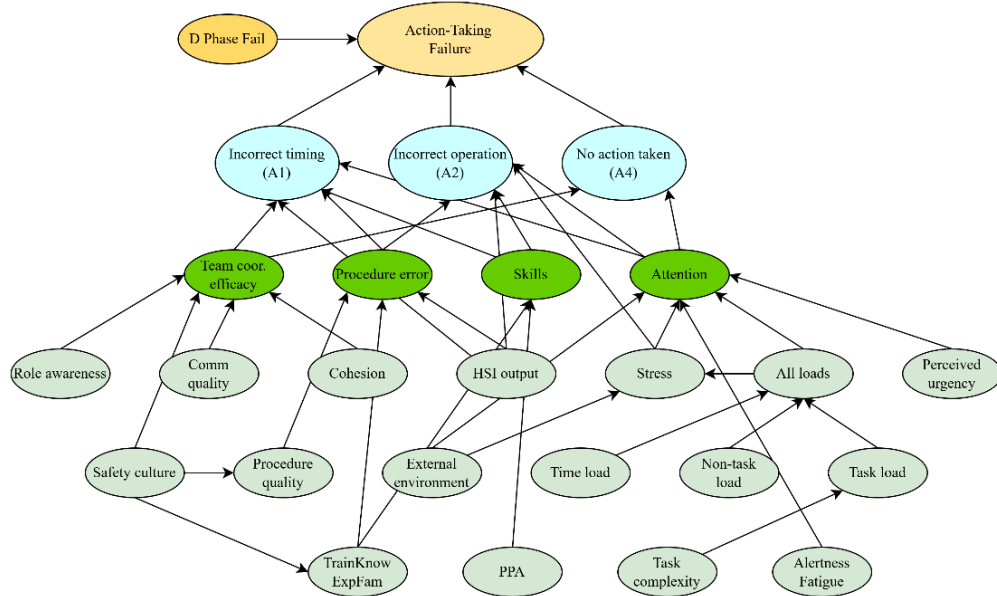 D Phase Fail
Action-Taking
Failure
Incorrect timing
(A1)
Incorrect operation
(A2)
No action taken
(A4)
Team coor.
efficacy
Procedure error
Skills
Attention
Role awareness
Comm
quality
Cohesion
HSI output
Stress
All loads
Perceived
urgency
Safety culture
Procedure
quality
External
environment
Time load
Non-task
load
Task load
TrainKnow
ExpFam
PPA
Task
complexity
Alertness
Fatigue